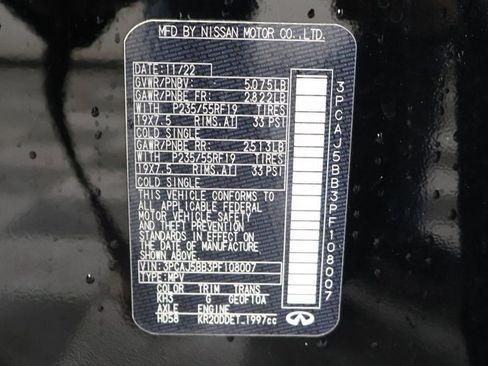 MFD BY NISSAN MOTOR CO.,LTD.
DATE:11/22
GVWR/PNBV: 5075LB
GAWR/PNBE FR: 2822LB
WITH P235/55RF19 TIRES
19X7.5 RIMS,AT 33 PSI
COLD SINGLE
GAWR/PNBE RR: 2513LB
WITH P235/55RF19 TIRES
19X7.5 RIMS,AT 33 PSI
COLD SINGLE
THIS VEHICLE CONFORMS TO
ALL APPLICABLE FEDERAL
MOTOR VEHICLE SAFETY
AND THEFT PREVENTION
STANDARDS IN EFFECT ON
THE DATE OF MANUFACTURE
SHOWN ABOVE.
VIN: 3PCAJ5BB3PF108007
TYPE: MPV
COLOR TRIM TRANS
KH3 G GE0F10A
AXLE ENGINE
HD58 KR20DDET_1997cc
3PCAJ5BB3PF108007